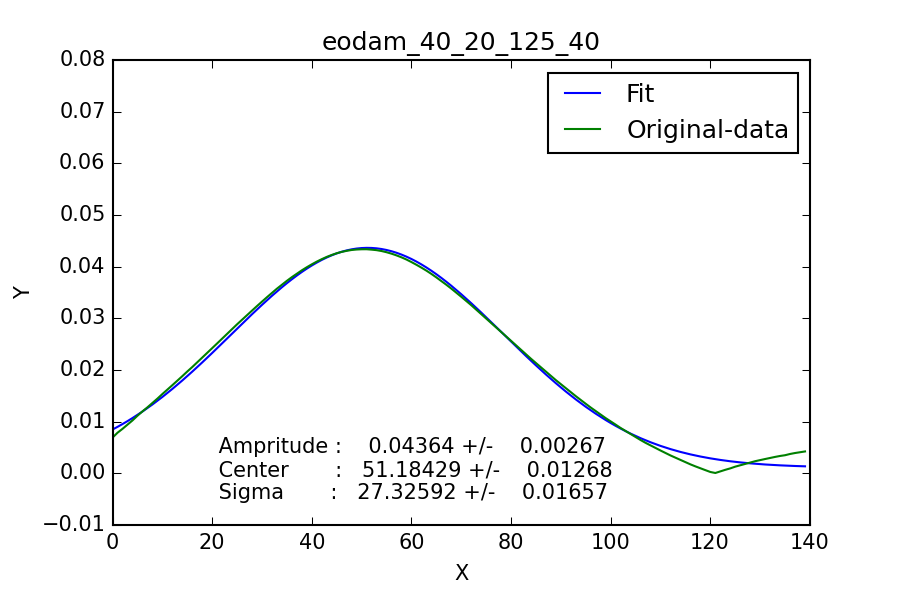 eodam_40_20_125_40
0.08
0.07
0.06
0.05
0.04
0.03
0.02
0.01
0.00
−0.01
Y
Fit
Original-data
Ampritude : 0.04364 +/- 0.00267
Center : 51.18429 +/- 0.01268
Sigma : 27.32592 +/- 0.01657
0 20 40 60 80 100 120 140
X